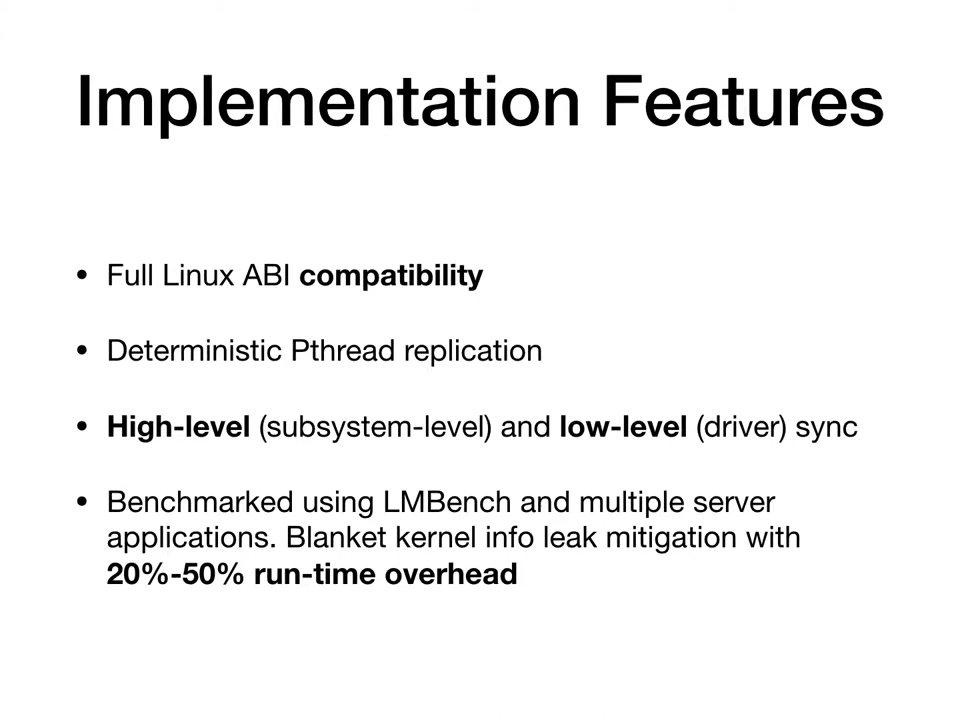 Implementation Features
• Full Linux ABI compatibility
• Deterministic Pthread replication
• High-level (subsystem-level) and low-level (driver) sync
• Benchmarked using LMBench and multiple server
applications. Blanket kernel info leak mitigation with
20%-50% run-time overhead